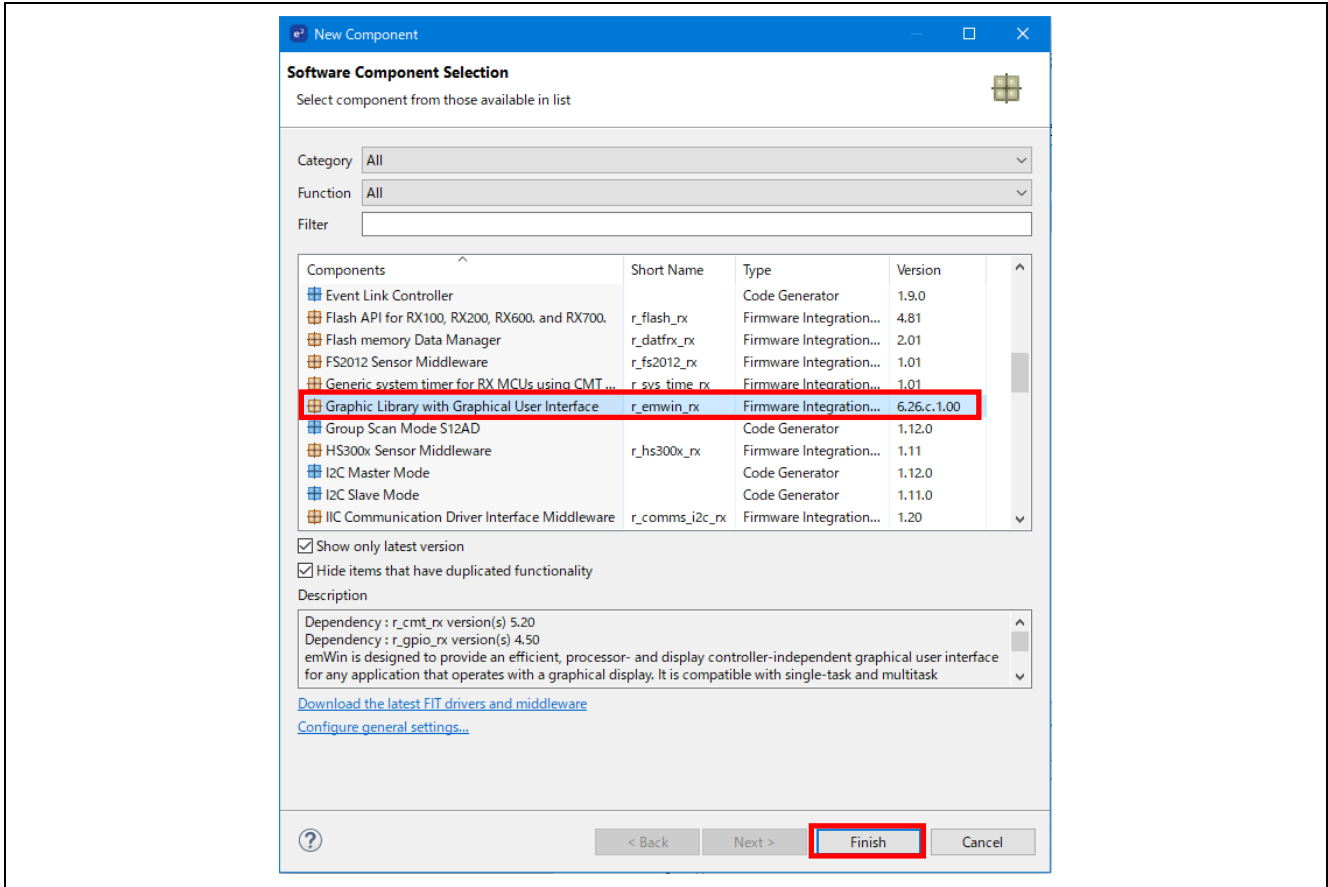 e² New Component
Software Component Selection
Select component from those available in list
Category All
Function All
Filter
Components Short Name Type Version
Event Link Controller Code Generator 1.9.0
Flash API for RX100, RX200, RX600. and RX700. r_flash_rx Firmware Integration... 4.81
Flash memory Data Manager r_datfrx_rx Firmware Integration... 2.01
FS2012 Sensor Middleware r_fs2012_rx Firmware Integration... 1.01
Generic system timer for RX MCUs using CMT ... r_sys_time_rx Firmware Integration... 1.01
Graphic Library with Graphical User Interface r_emwin_rx Firmware Integration... 6.26.c.1.00
Group Scan Mode S12AD Code Generator 1.12.0
HS300x Sensor Middleware r_hs300x_rx Firmware Integration... 1.11
I2C Master Mode Code Generator 1.12.0
I2C Slave Mode Code Generator 1.11.0
IIC Communication Driver Interface Middleware r_comms_i2c_rx Firmware Integration... 1.20
Show only latest version
Hide items that have duplicated functionality
Description
Dependency : r_cmt_rx version(s) 5.20
Dependency : r_gpio_rx version(s) 4.50
emWin is designed to provide an efficient, processor- and display controller-independent graphical user interface
for any application that operates with a graphical display. It is compatible with single-task and multitask
Download the latest FIT drivers and middleware
Configure general settings...
? < Back Next > Finish Cancel